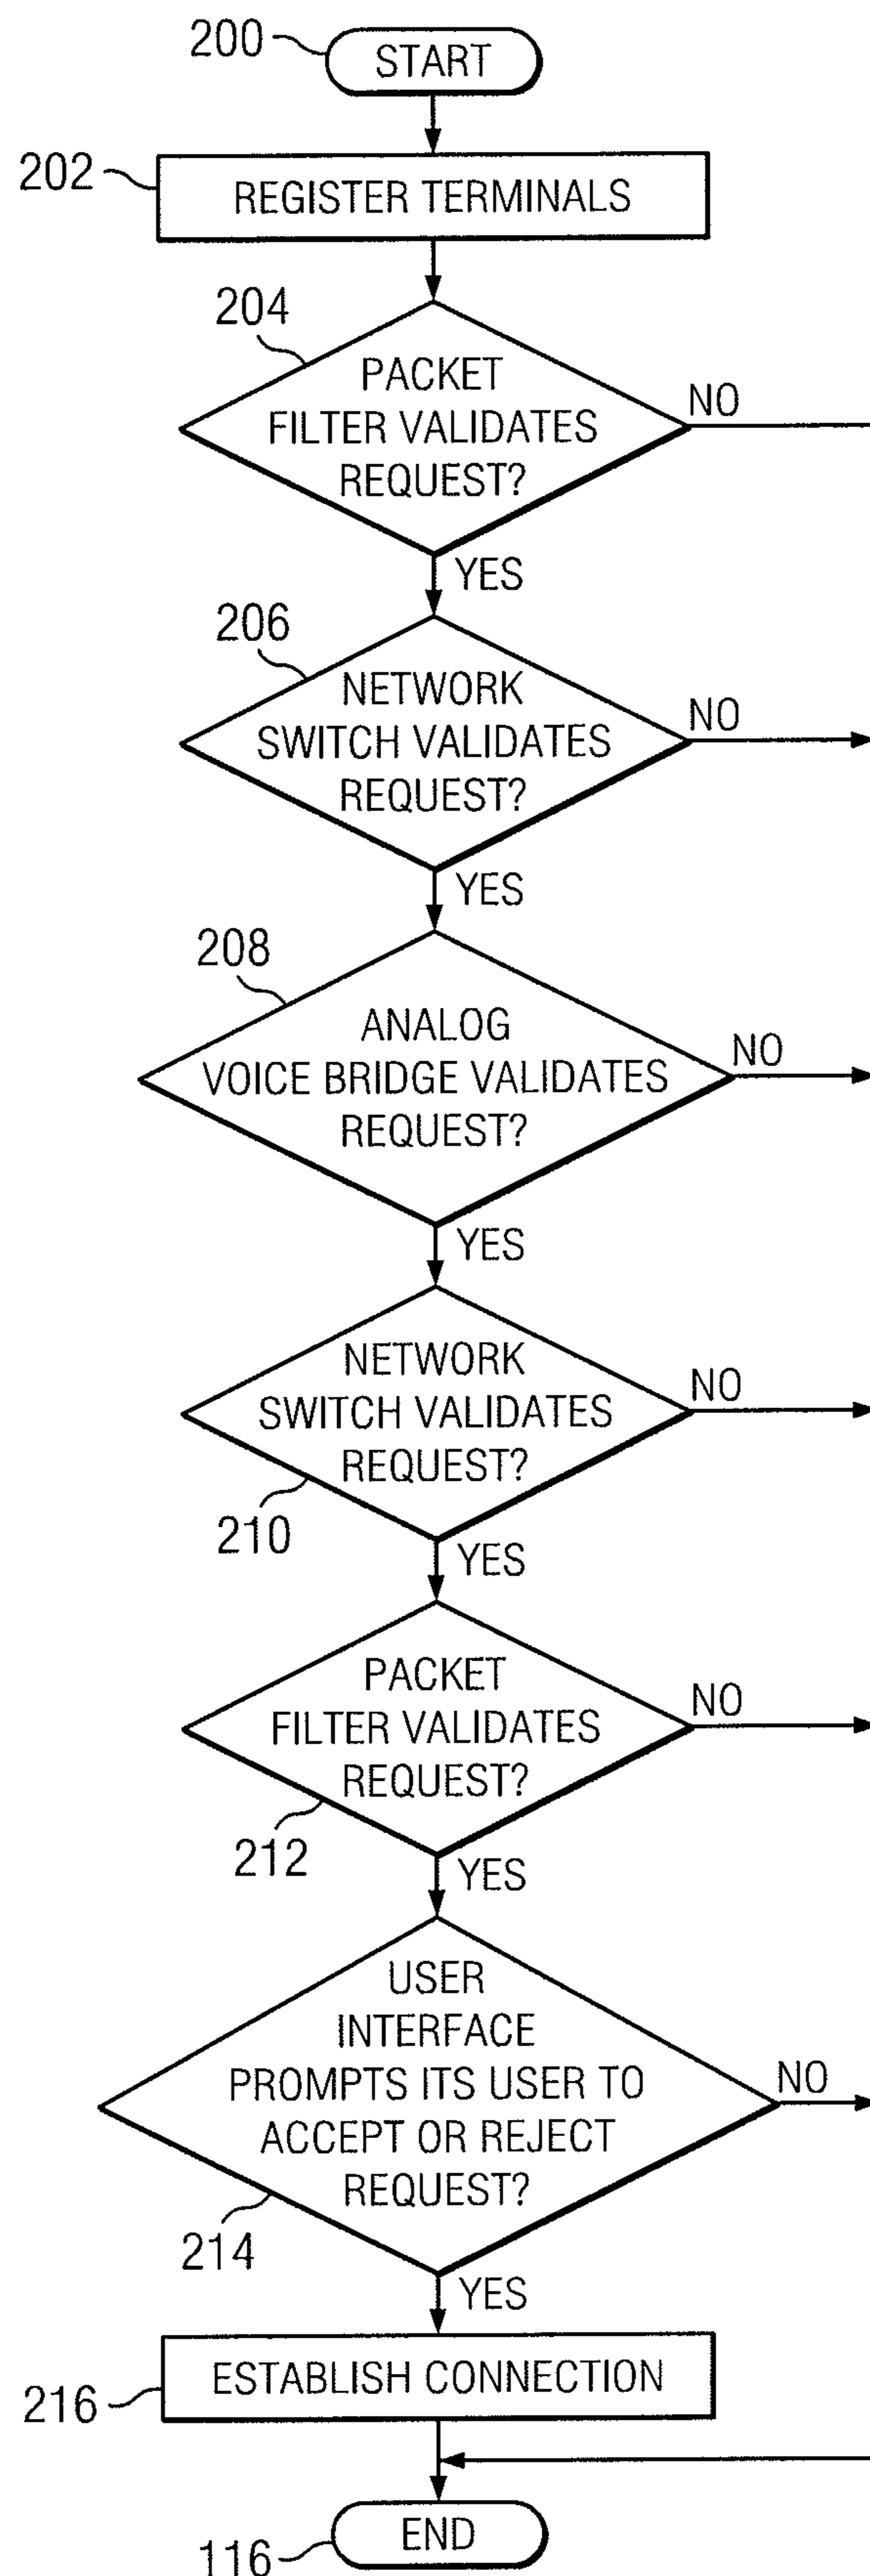 200
START
202
REGISTER TERMINALS
204
PACKET
FILTER VALIDATES
REQUEST?
NO
YES
206
NETWORK
SWITCH VALIDATES
REQUEST?
NO
YES
208
ANALOG
VOICE BRIDGE VALIDATES
REQUEST?
NO
YES
NETWORK
SWITCH VALIDATES
REQUEST?
NO
210
YES
PACKET
FILTER VALIDATES
REQUEST?
NO
212
YES
USER
INTERFACE
PROMPTS ITS USER TO
ACCEPT OR REJECT
REQUEST?
NO
214
YES
ESTABLISH CONNECTION
216
END
116